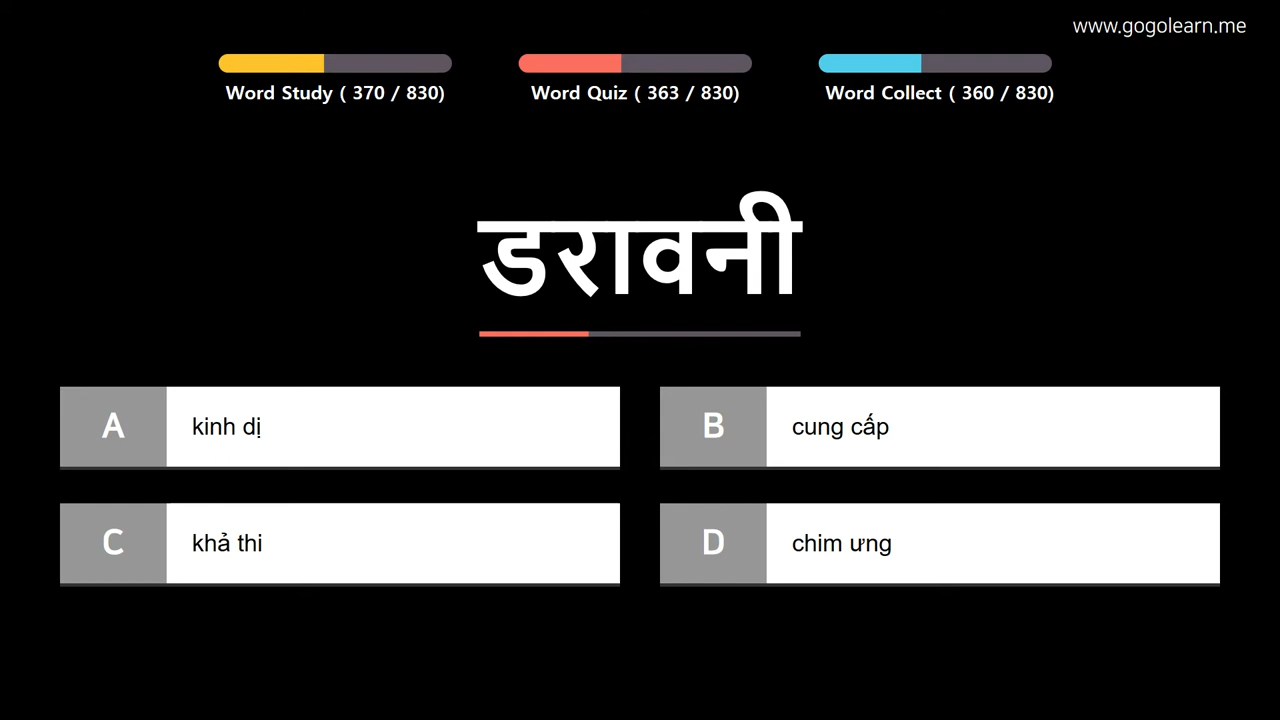 www.gogolearn.me
Word Study ( 370 / 830)
Word Quiz ( 363 / 830)
Word Collect ( 360 / 830)
डरावनी
A kinh dị
B cung cấp
C khả thi
D chim ưng